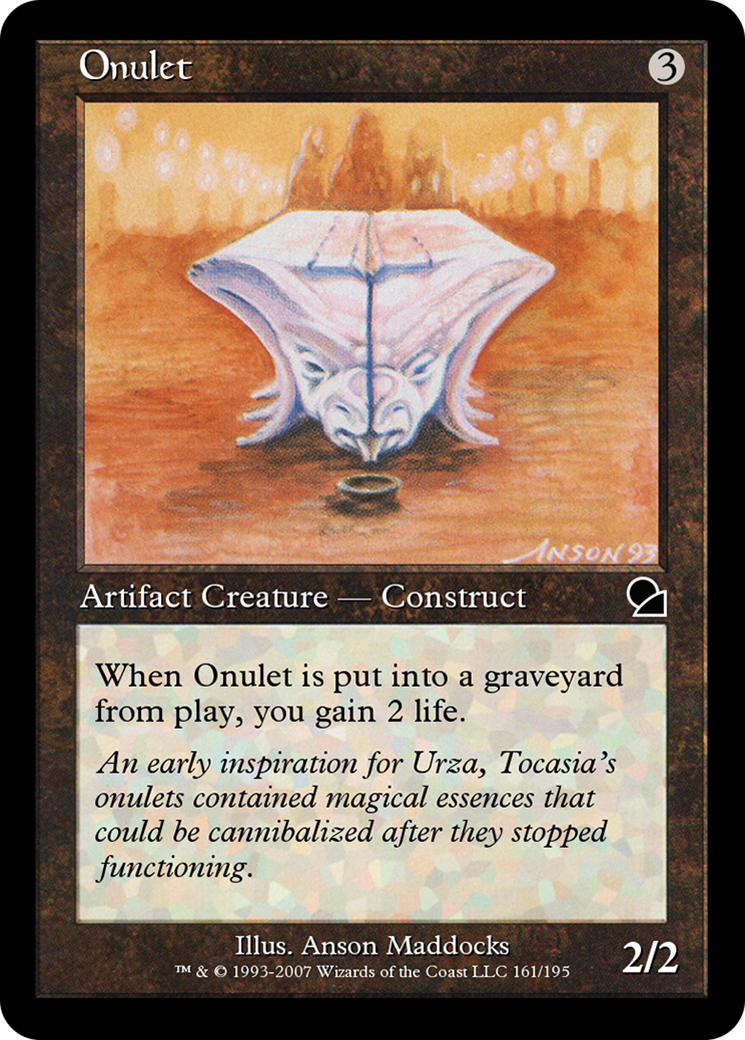 Onulet 3
ANSON 93
Artifact Creature — Construct
When Onulet is put into a graveyard
from play, you gain 2 life.
An early inspiration for Urza, Tocasia's
onulets contained magical essences that
could be cannibalized after they stopped
functioning.
Illus. Anson Maddocks
™ & © 1993-2007 Wizards of the Coast LLC 161/195
2/2